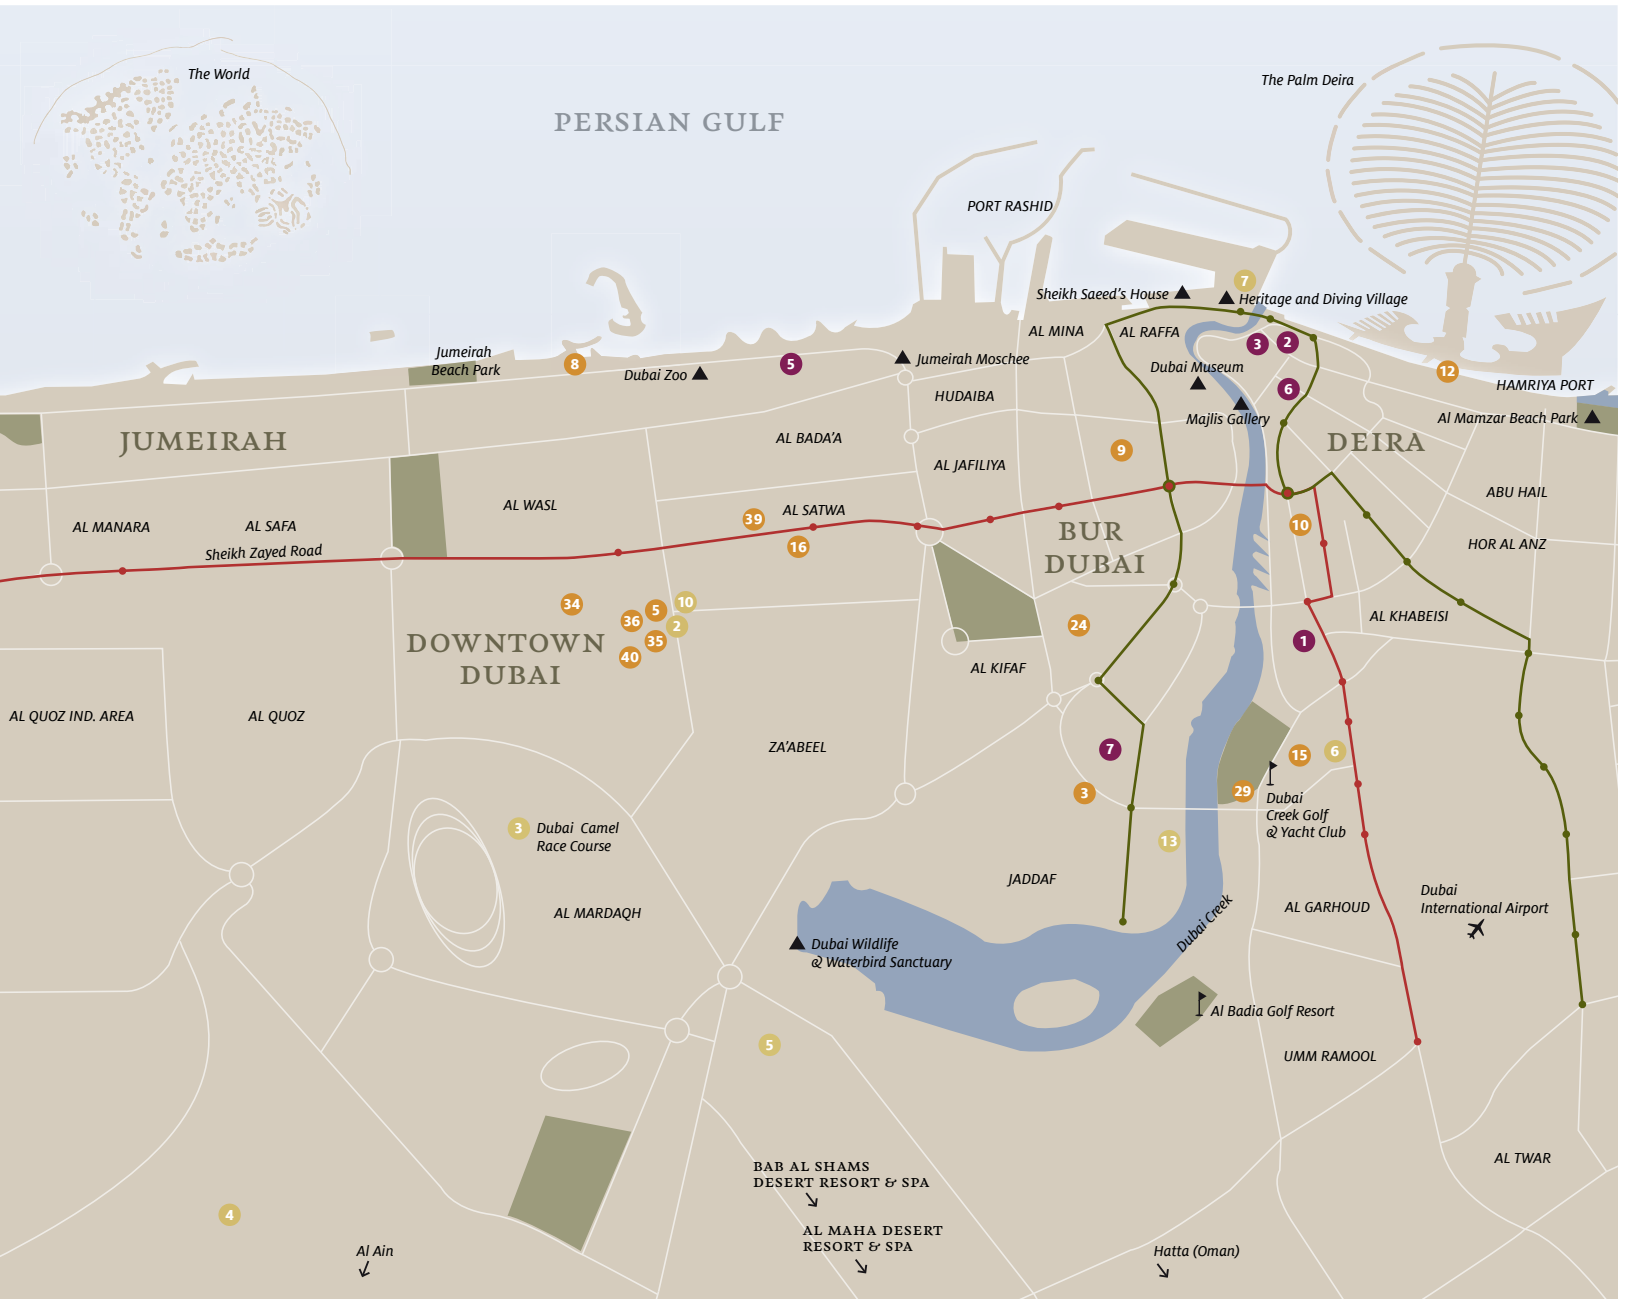 The World
The Palm Deira
PERSIAN GULF
PORT RASHID
7
Sheikh Saeed's House
Heritage and Diving Village
AL MINA
AL RAFFA
3
2
Jumeirah
Beach Park
8
Dubai Zoo
5
Jumeirah Moschee
Dubai Museum
12
HAMRIYA PORT
6
HUDAIBA
Majlis Gallery
Al Mamzar Beach Park
JUMEIRAH
AL BADA'A
DEIRA
9
AL JAFILIYA
ABU HAIL
AL WASL
AL SATWA
39
AL MANARA
AL SAFA
10
BUR
DUBAI
16
HOR AL ANZ
Sheikh Zayed Road
34
5
10
36
2
35
40
DOWNTOWN
DUBAI
24
AL KHABEISI
1
AL KIFAF
AL QUOZ IND. AREA
AL QUOZ
ZA'ABEEL
7
15
6
3
29
Dubai
Creek Golf
& Yacht Club
3
Dubai Camel
Race Course
13
JADDAF
Dubai
International Airport
AL MARDAQH
AL GARHOUD
Dubai Creek
Dubai Wildlife
& Waterbird Sanctuary
Al Badia Golf Resort
5
UMM RAMOOL
AL TWAR
BAB AL SHAMS
DESERT RESORT & SPA
4
AL MAHA DESERT
RESORT & SPA
Al Ain
Hatta (Oman)